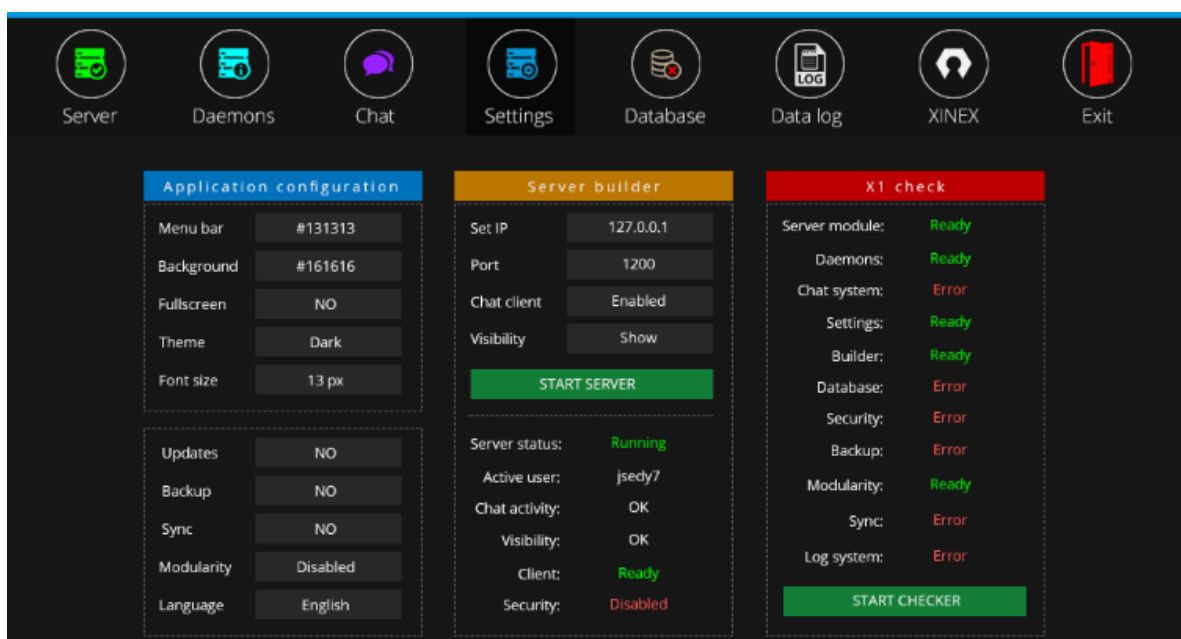 LOG
Server Daemons Chat Settings Database Data log XINEX Exit
Application configuration
Menu bar #131313
Background #161616
Fullscreen NO
Theme Dark
Font size 13 px
Updates NO
Backup NO
Sync NO
Modularity Disabled
Language English
Server builder
Set IP 127.0.0.1
Port 1200
Chat client Enabled
Visibility Show
START SERVER
Server status: Running
Active user: jsedy7
Chat activity: OK
Visibility: OK
Client: Ready
Security: Disabled
X1 check
Server module: Ready
Daemons: Ready
Chat system: Error
Settings: Ready
Builder: Ready
Database: Error
Security: Error
Backup: Error
Modularity: Ready
Sync: Error
Log system: Error
START CHECKER